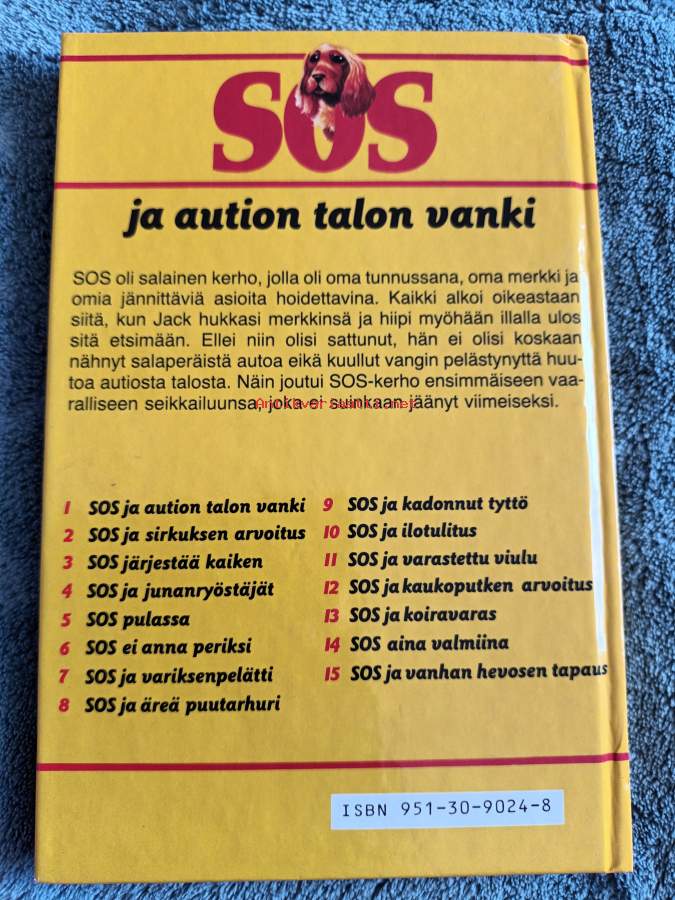 SOS
ja aution talon vanki
SOS oli salainen kerho, jolla oli oma tunnussana, oma merkki ja
omia jännittäviä asioita hoidettavina. Kaikki alkoi oikeastaan
siitä, kun Jack hukkasi merkkinsä ja hiipi myöhään illalla ulos
sitä etsimään. Ellei niin olisi sattunut, hän ei olisi koskaan
nähnyt salaperäistä autoa eikä kuullut vangin pelästynyttä huu-
toa autiosta talosta. Näin joutui SOS-kerho ensimmäiseen vaa-
ralliseen seikkailuunsa, joka ei suinkaan jäänyt viimeiseksi.
Antikvariaatti.net
1 SOS ja aution talon vanki
2 SOS ja sirkuksen arvoitus
3 SOS järjestää kaiken
4 SOS ja junanryöstäjät
5 SOS pulassa
6 SOS ei anna periksi
7 SOS ja variksenpelätti
8 SOS ja äreä puutarhuri
9 SOS ja kadonnut tyttö
10 SOS ja ilotulitus
11 SOS ja varastettu viulu
12 SOS ja kaukoputken arvoitus
13 SOS ja koiravaras
14 SOS aina valmiina
15 SOS ja vanhan hevosen tapaus
ISBN 951-30-9024-8